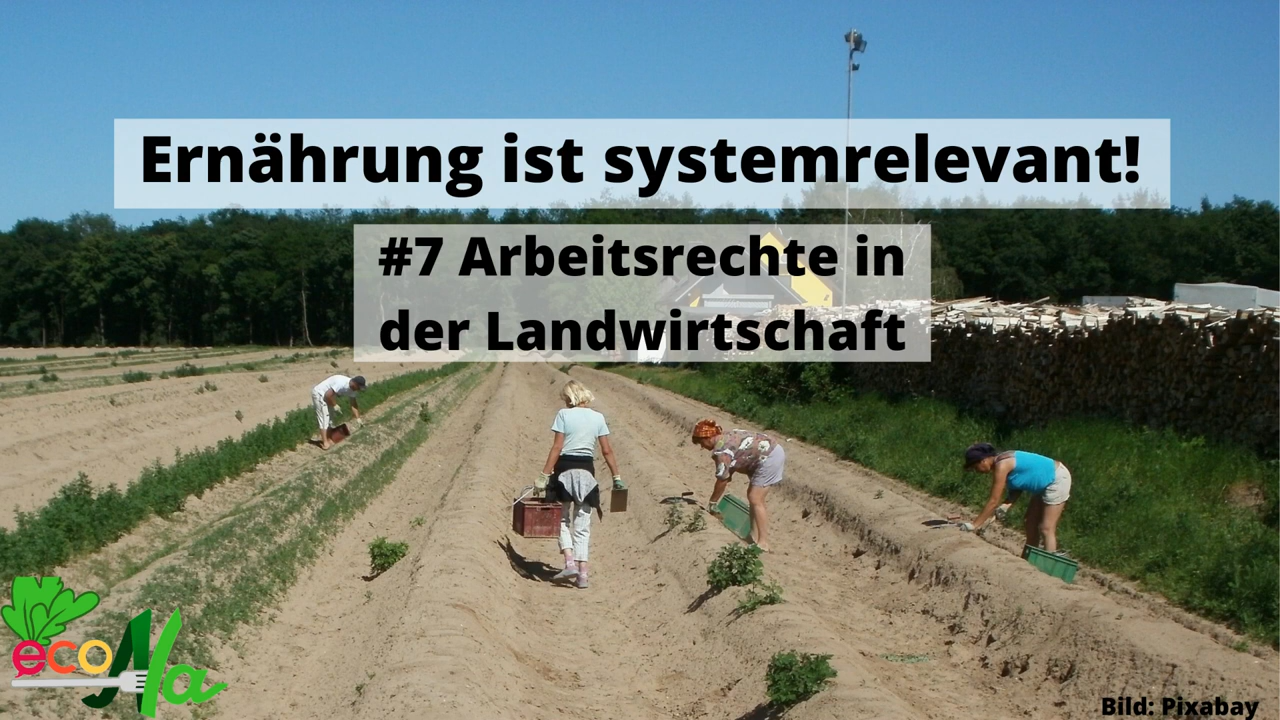 Ernährung ist systemrelevant!
#7 Arbeitsrechte in
der Landwirtschaft
ecoNa
Bild: Pixabay